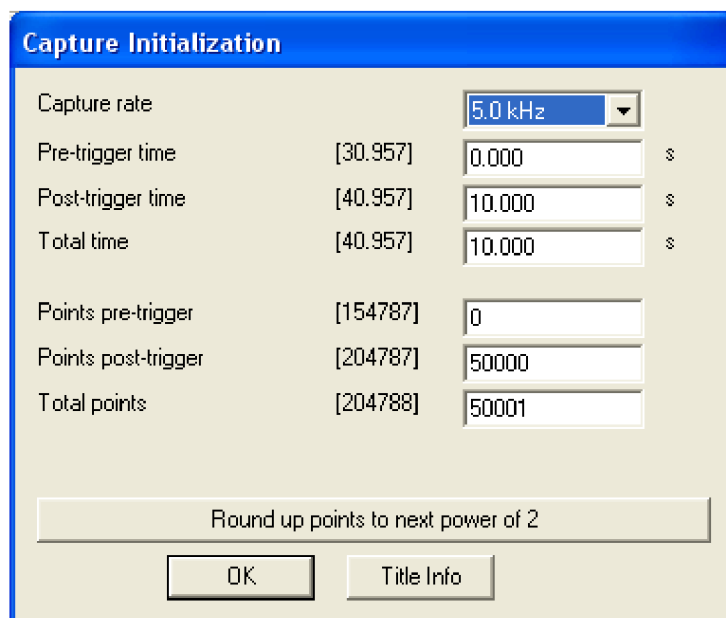 Capture Initialization
Capture rate 5.0 kHz
Pre-trigger time [30.957] 0.000 s
Post-trigger time [40.957] 10.000 s
Total time [40.957] 10.000 s
Points pre-trigger [154787] 0
Points post-trigger [204787] 50000
Total points [204788] 50001
Round up points to next power of 2
OK Title Info